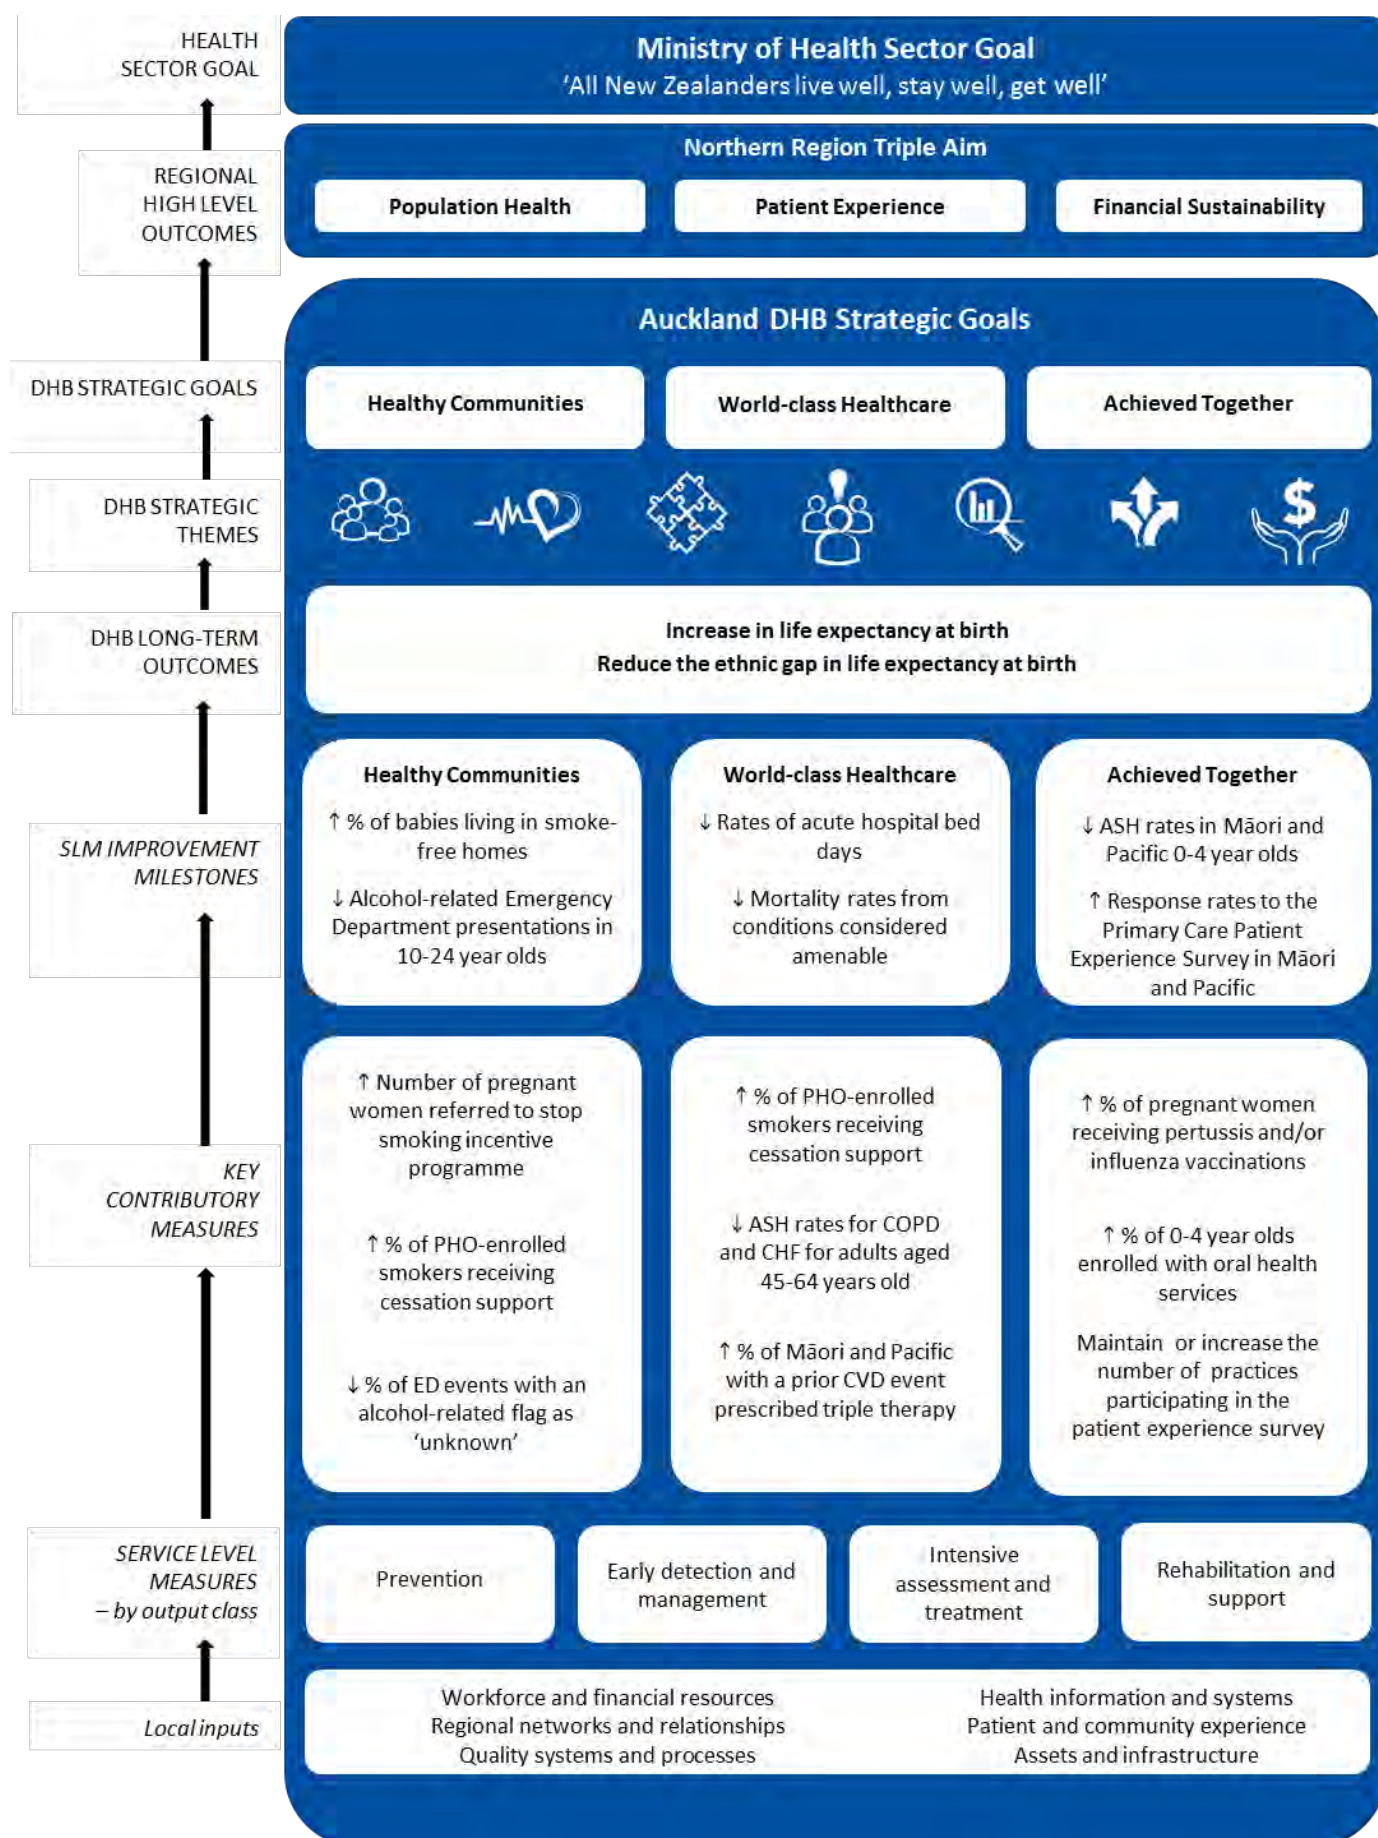 HEALTH
SECTOR GOAL
Ministry of Health Sector Goal
‘All New Zealanders live well, stay well, get well’
REGIONAL
HIGH LEVEL
OUTCOMES
Northern Region Triple Aim
Population Health
Patient Experience
Financial Sustainability
Auckland DHB Strategic Goals
DHB STRATEGIC GOALS
Healthy Communities
World-class Healthcare
Achieved Together
DHB STRATEGIC
THEMES
$
DHB LONG-TERM
OUTCOMES
Increase in life expectancy at birth
Reduce the ethnic gap in life expectancy at birth
SLM IMPROVEMENT
MILESTONES
Healthy Communities
↑ % of babies living in smoke-
free homes
↓ Alcohol-related Emergency
Department presentations in
10-24 year olds
World-class Healthcare
↓ Rates of acute hospital bed
days
↓ Mortality rates from
conditions considered
amenable
Achieved Together
↓ ASH rates in Māori and
Pacific 0-4 year olds
↑ Response rates to the
Primary Care Patient
Experience Survey in Māori
and Pacific
KEY
CONTRIBUTORY
MEASURES
↑ Number of pregnant
women referred to stop
smoking incentive
programme
↑ % of PHO-enrolled
smokers receiving
cessation support
↓ % of ED events with an
alcohol-related flag as
‘unknown’
↑ % of PHO-enrolled
smokers receiving
cessation support
↓ ASH rates for COPD
and CHF for adults aged
45-64 years old
↑ % of Māori and Pacific
with a prior CVD event
prescribed triple therapy
↑ % of pregnant women
receiving pertussis and/or
influenza vaccinations
↑ % of 0-4 year olds
enrolled with oral health
services
Maintain or increase the
number of practices
participating in the
patient experience survey
SERVICE LEVEL
MEASURES
– by output class
Prevention
Early detection and
management
Intensive
assessment and
treatment
Rehabilitation and
support
Local inputs
Workforce and financial resources
Regional networks and relationships
Quality systems and processes
Health information and systems
Patient and community experience
Assets and infrastructure